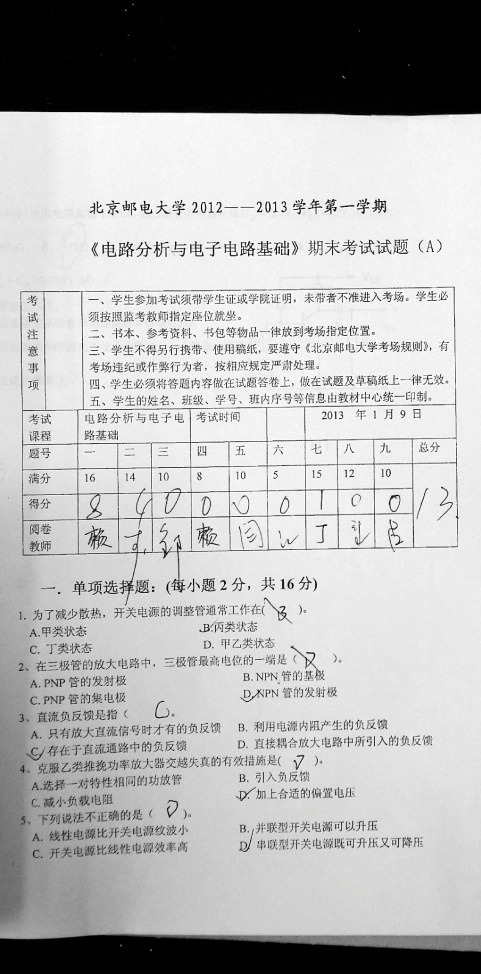 北京邮电大学2012——2013学年第一学期
《电路分析与电子电路基础》期末考试试题（A）
考试注意事项
一、学生参加考试须带学生证或学院证明，未带者不准进入考场。学生必
须按照监考教师指定座位就坐。
二、书本、参考资料、书包等物品一律放到考场指定位置。
三、学生不得另行携带、使用稿纸，要遵守《北京邮电大学考场规则》，有
考场违纪或作弊行为者，按相应规定严肃处理。
四、学生必须将答题内容做在试题答卷上，做在试题及草稿纸上一律无效。
五、学生的姓名、班级、学号、班内序号等信息由教材中心统一印制。
考试课程 电路分析与电子电路基础 考试时间 2013 年 1 月 9 日
题号 一 二 三 四 五 六 七 八 九 总分
满分 16 14 10 8 10 5 15 12 10
得分 8 4 0 0 0 0 1 0 0 13
阅卷教师 赖 赖 闫 丁
一．单项选择题：(每小题 2 分，共 16 分)
1. 为了减少散热，开关电源的调整管通常工作在( B )。
A.甲类状态 B.丙类状态
C. 丁类状态 D. 甲乙类状态
2、在三极管的放大电路中，三极管最高电位的一端是（ D ）。
A. PNP 管的发射极 B. NPN 管的基极
C. PNP 管的集电极 D. NPN 管的发射极
3、直流负反馈是指（ C 。
A. 只有放大直流信号时才有的负反馈 B. 利用电源内阻产生的负反馈
C. 存在于直流通路中的负反馈 D. 直接耦合放大电路中所引入的负反馈
4、克服乙类推挽功率放大器交越失真的有效措施是( D )。
A.选择一对特性相同的功放管 B. 引入负反馈
C. 减小负载电阻 D. 加上合适的偏置电压
5、下列说法不正确的是（ D ）。
A. 线性电源比开关电源纹波小 B. 并联型开关电源可以升压
C. 开关电源比线性电源效率高 D 串联型开关电源既可升压又可降压